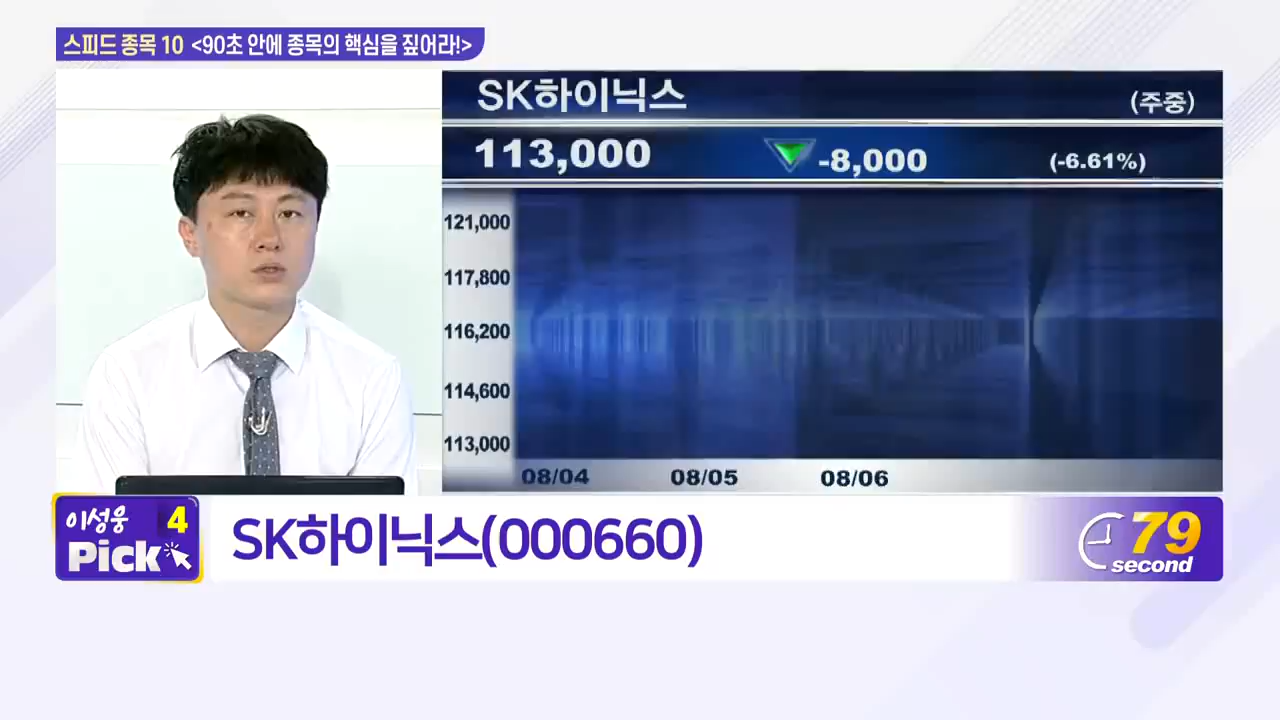 스피드 종목 10 <90초 안에 종목의 핵심을 짚어라!>
SK하이닉스 (주중)
113,000 -8,000 (-6.61%)
121,000
117,800
116,200
114,600
113,000
08/04 08/05 08/06
이성웅 4
Pick
SK하이닉스(000660)
79
second